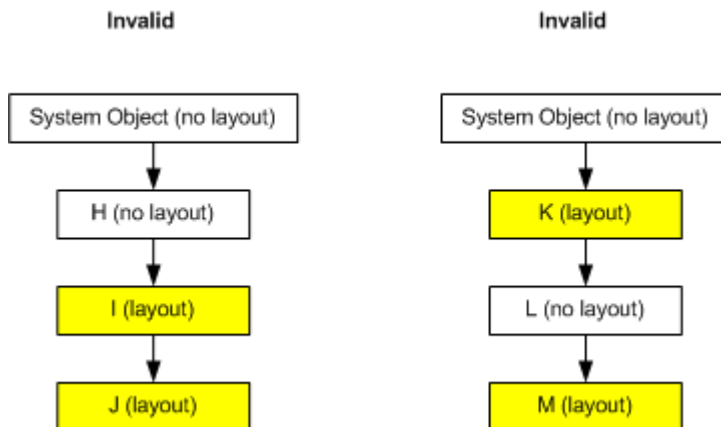 Invalid
System Object (no layout)
H (no layout)
I (layout)
J (layout)
Invalid
System Object (no layout)
K (layout)
L (no layout)
M (layout)